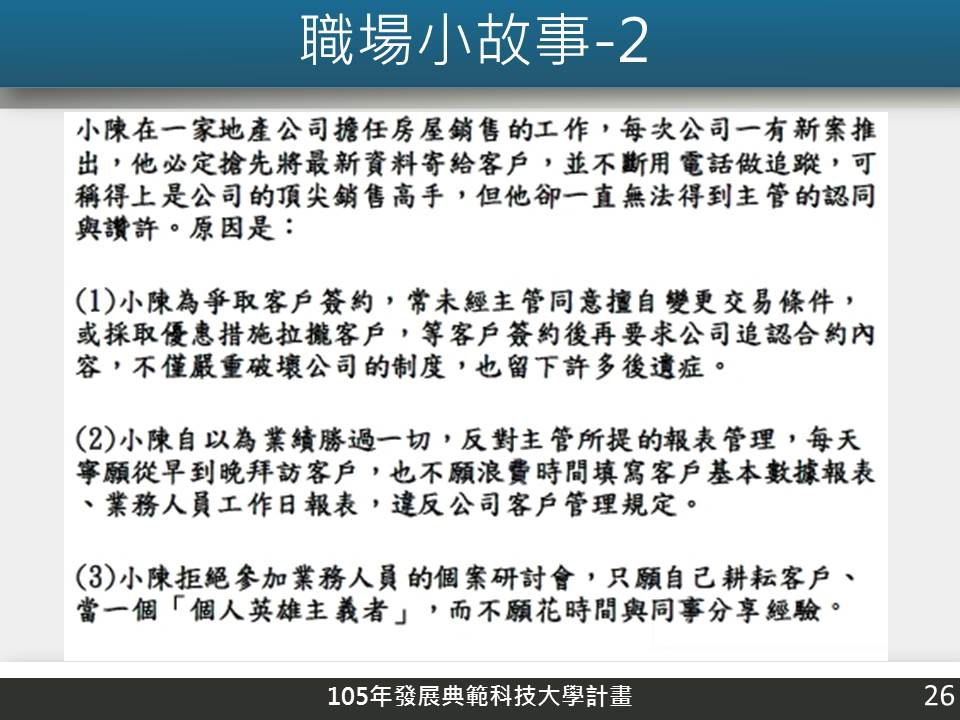 職場小故事-2
小陳在一家地產公司擔任房屋銷售的工作，每次公司一有新案推
出，他必定搶先將最新資料寄給客戶，並不斷用電話做追蹤，可
稱得上是公司的頂尖銷售高手，但他卻一直無法得到主管的認同
與讚許。原因是：
(1)小陳為爭取客戶簽約，常未經主管同意擅自變更交易條件，
或採取優惠措施拉攏客戶，等客戶簽約後再要求公司追認合約內
容，不僅嚴重破壞公司的制度，也留下許多後遺症。
(2)小陳自以為業績勝過一切，反對主管所提的報表管理，每天
寧願從早到晚拜訪客戶，也不願浪費時間填寫客戶基本數據報表
、業務人員工作日報表，違反公司客戶管理規定。
(3)小陳拒絕參加業務人員的個案研討會，只願自己耕耘客戶、
當一個「個人英雄主義者」，而不願花時間與同事分享經驗。
105年發展典範科技大學計畫
26